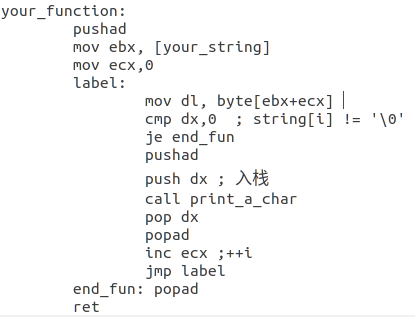 your_function:
pushad
mov ebx, [your_string]
mov ecx,0
label:
mov dl, byte[ebx+ecx]
cmp dx,0 ; string[i] != '\0'
je end_fun
pushad
push dx ; 入栈
call print_a_char
pop dx
popad
inc ecx ;++i
jmp label
end_fun: popad
ret